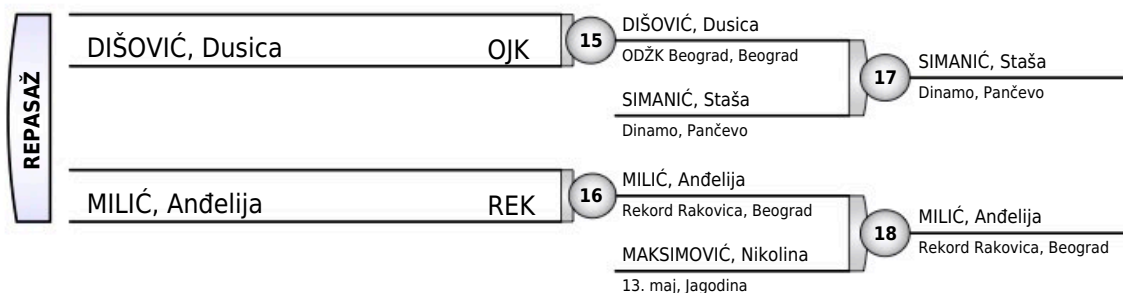 REPASAŽ
DIŠOVIĆ, Dusica OJK
15
DIŠOVIĆ, Dusica
ODŽK Beograd, Beograd
SIMANIĆ, Staša
Dinamo, Pančevo
17
SIMANIĆ, Staša
Dinamo, Pančevo
MILIĆ, Anđelija REK
16
MILIĆ, Anđelija
Rekord Rakovica, Beograd
MAKSIMOVIĆ, Nikolina
13. maj, Jagodina
18
MILIĆ, Anđelija
Rekord Rakovica, Beograd